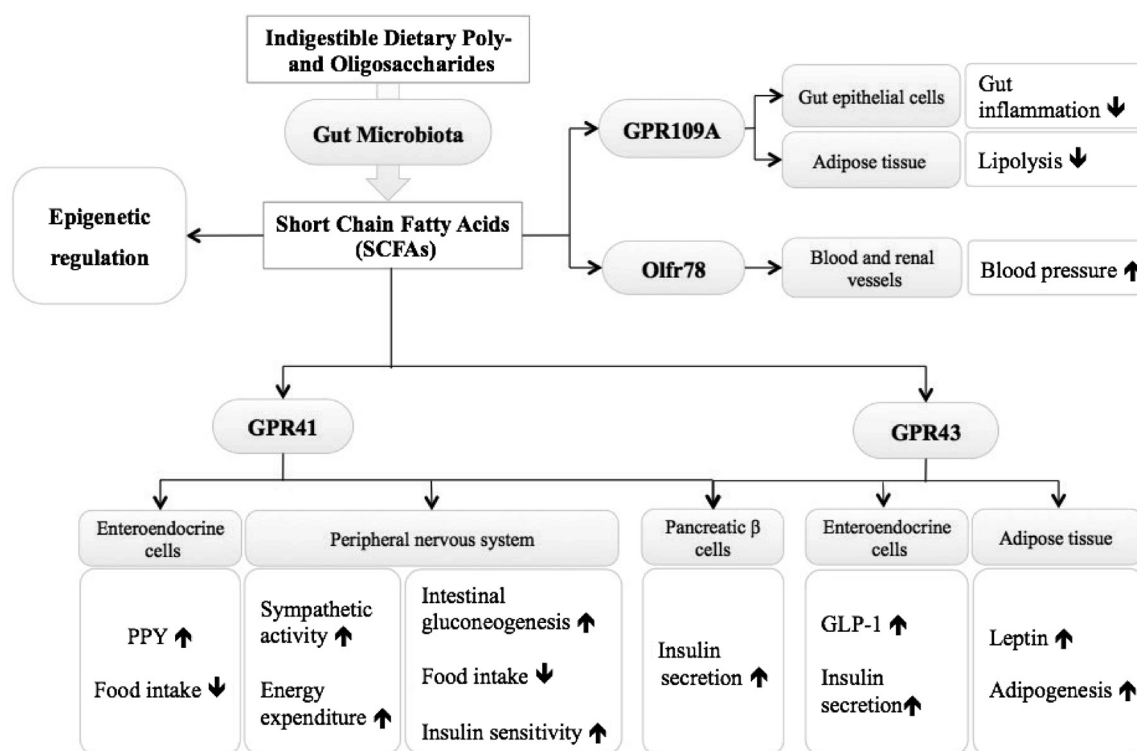 Indigestible Dietary Poly-
and Oligosaccharides
Gut Microbiota
Short Chain Fatty Acids
(SCFAs)
Epigenetic
regulation
GPR109A
Gut epithelial cells
Gut
inflammation ↓
Adipose tissue
Lipolysis ↓
Olfr78
Blood and renal
vessels
Blood pressure ↑
GPR41
GPR43
Enteroendocrine
cells
Peripheral nervous system
Pancreatic β
cells
Enteroendocrine
cells
Adipose tissue
PPY ↑
Food intake ↓
Sympathetic
activity ↑
Energy
expenditure ↑
Intestinal
gluconeogenesis ↑
Food intake ↓
Insulin sensitivity ↑
Insulin
secretion ↑
GLP-1 ↑
Insulin
secretion↑
Leptin ↑
Adipogenesis ↑